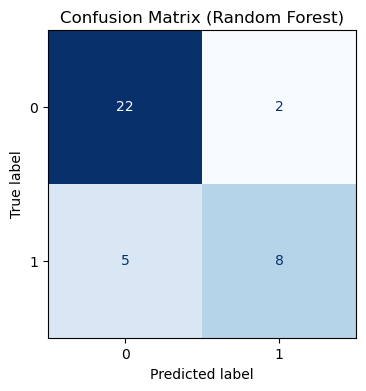 Confusion Matrix (Random Forest)
0
22
2
True label
1
5
8
0
1
Predicted label